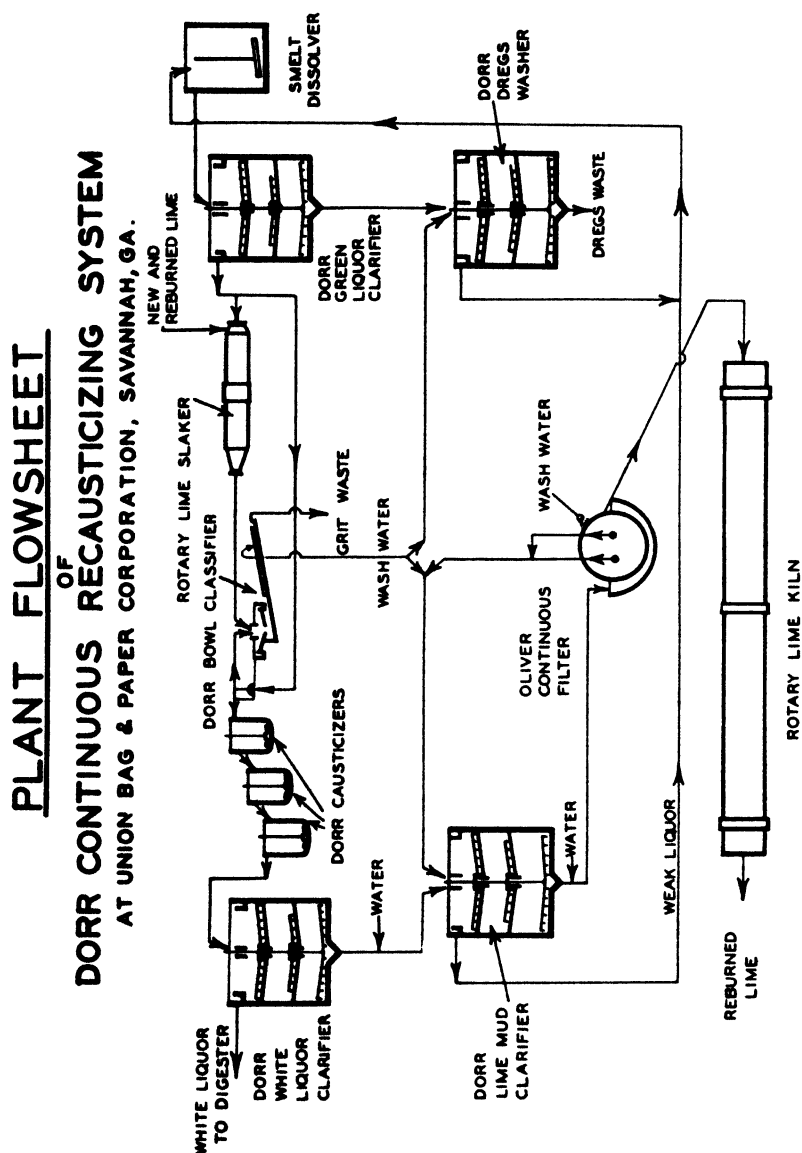 PLANT FLOWSHEET
OF
DORR CONTINUOUS RECAUSTICIZING SYSTEM
AT UNION BAG & PAPER CORPORATION, SAVANNAH, GA.
WHITE LIQUOR
TO DIGESTER
DORR
WHITE
LIQUOR
CLARIFIER
DORR CAUSTICIZERS
DORR BOWL CLASSIFIER
ROTARY LIME SLAKER
NEW AND
REBURNED LIME
SMELT
DISSOLVER
DORR
GREEN
LIQUOR
CLARIFIER
GRIT WASTE
WASH WATER
WATER
DORR
DREGS
WASHER
DREGS WASTE
DORR
LIME MUD
CLARIFIER
WATER
OLIVER
CONTINUOUS
FILTER
WASH WATER
WEAK LIQUOR
REBURNED
LIME
ROTARY LIME KILN